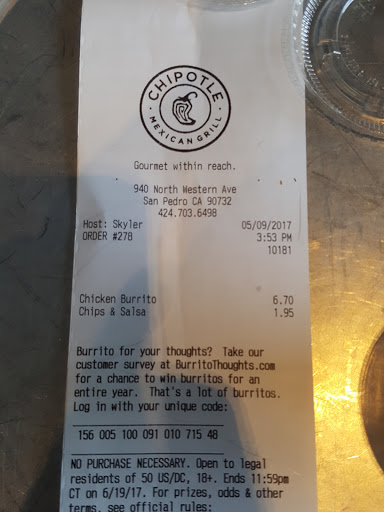 CHIPOTLE
MEXICAN GRILL
Gourmet within reach.
940 North Western Ave
San Pedro CA 90732
424.703.6498
Host: Skyler 05/09/2017
ORDER #278 3:53 PM
10181
Chicken Burrito 6.70
Chips & Salsa 1.95
Burrito for your thoughts? Take our
customer survey at BurritoThoughts.com
for a chance to win burritos for an
entire year. That's a lot of burritos.
Log in with your unique code:
156 005 100 091 010 715 48
NO PURCHASE NECESSARY. Open to legal
residents of 50 US/DC, 18+. Ends 11:59pm
CT on 6/19/17. For prizes, odds & other
terms, see official rules: